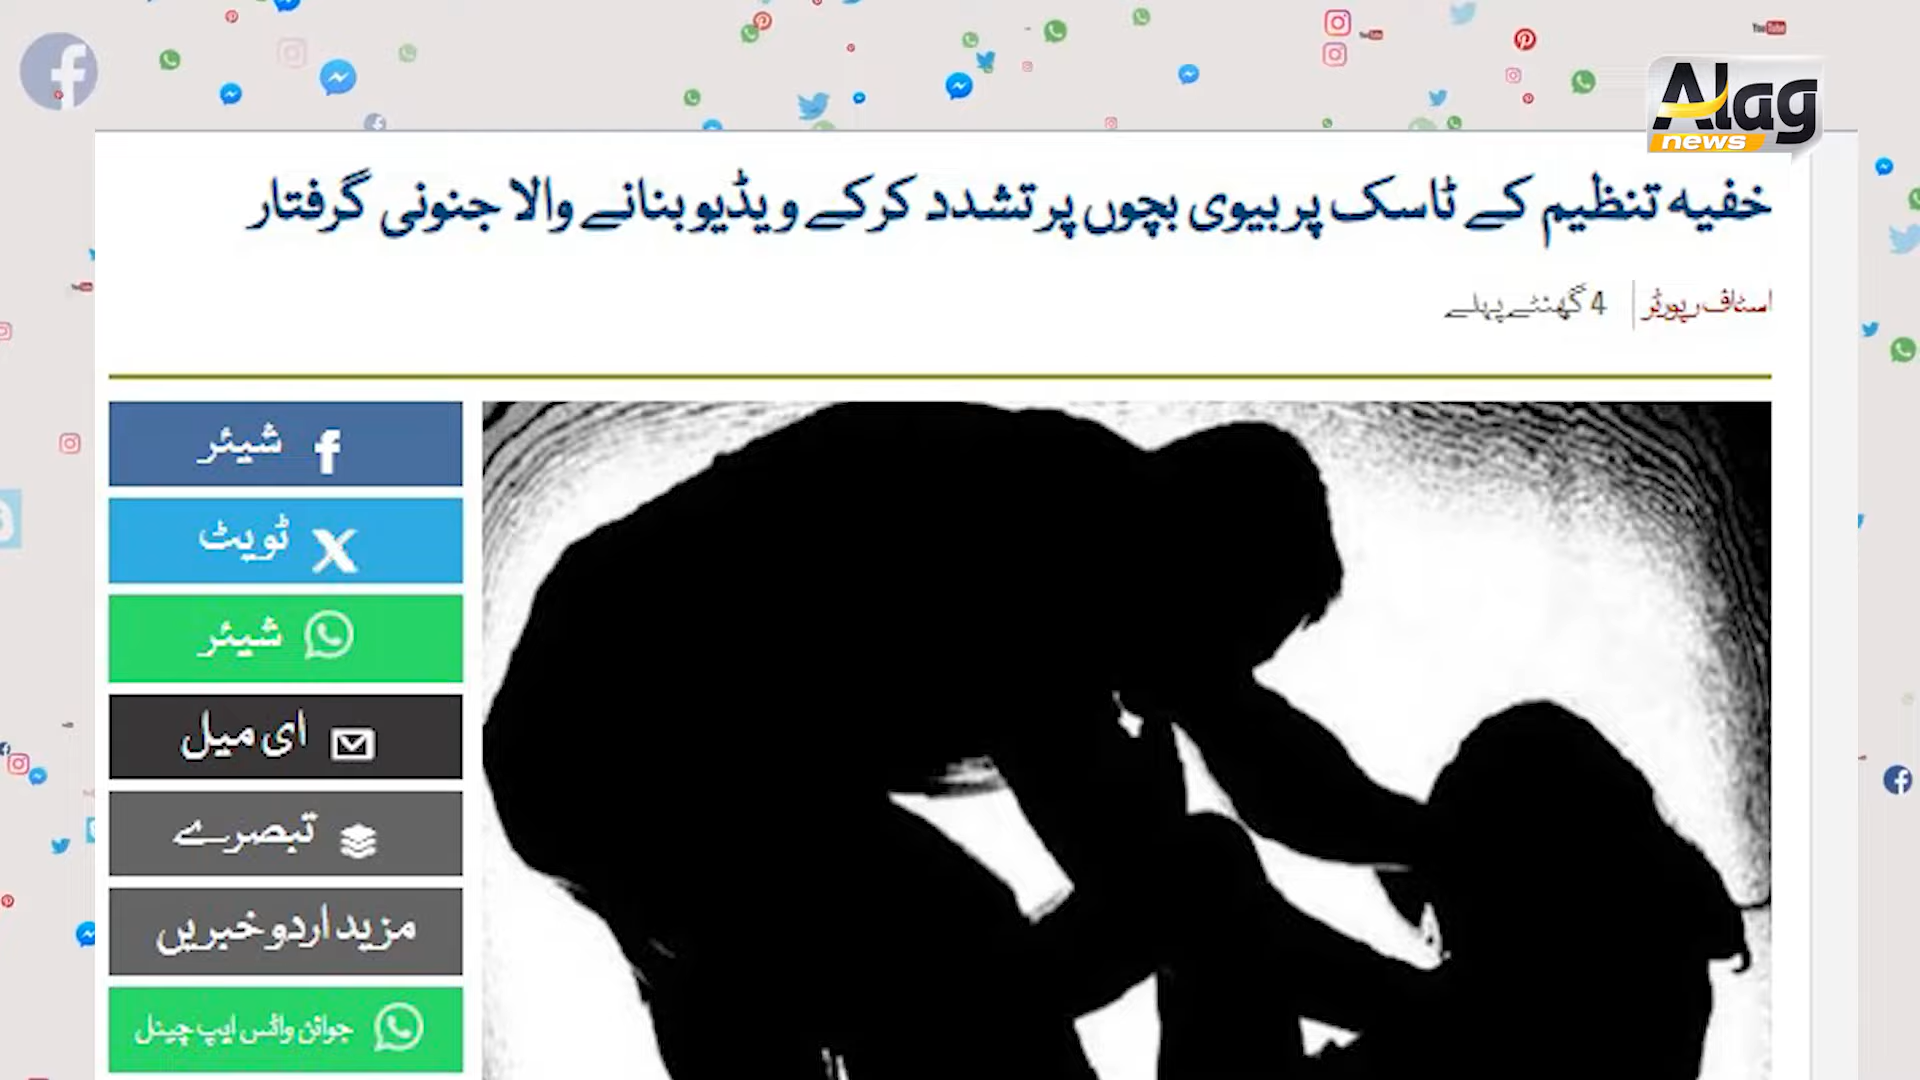 Alag
news
خفیہ تنظیم کے ٹاسک پر بیوی بچوں پر تشدد کرکے ویڈیو بنانے والا جنونی گرفتار
اسٹاف رپورٹر | 4 گھنٹے پہلے
شیئر
ٹویٹ
شیئر
ای میل
تبصرے
مزید اردو خبریں
جوائن واٹس ایپ چینل